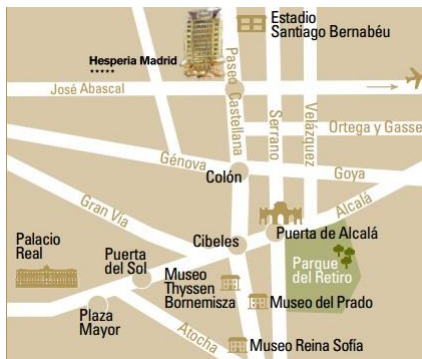 Estadio
Santiago Bernabéu
Hesperia Madrid
*****
Paseo Castellana
José Abascal
Serrano
Velázquez
Ortega y Gasse
Génova
Goya
Colón
Gran Vía
Alcalá
Cibeles
Puerta de Alcalá
Palacio
Real
Puerta
del Sol
Museo
Thyssen
Bornemisza
Parque
del Retiro
Museo del Prado
Plaza
Mayor
Atocha
Museo Reina Sofía